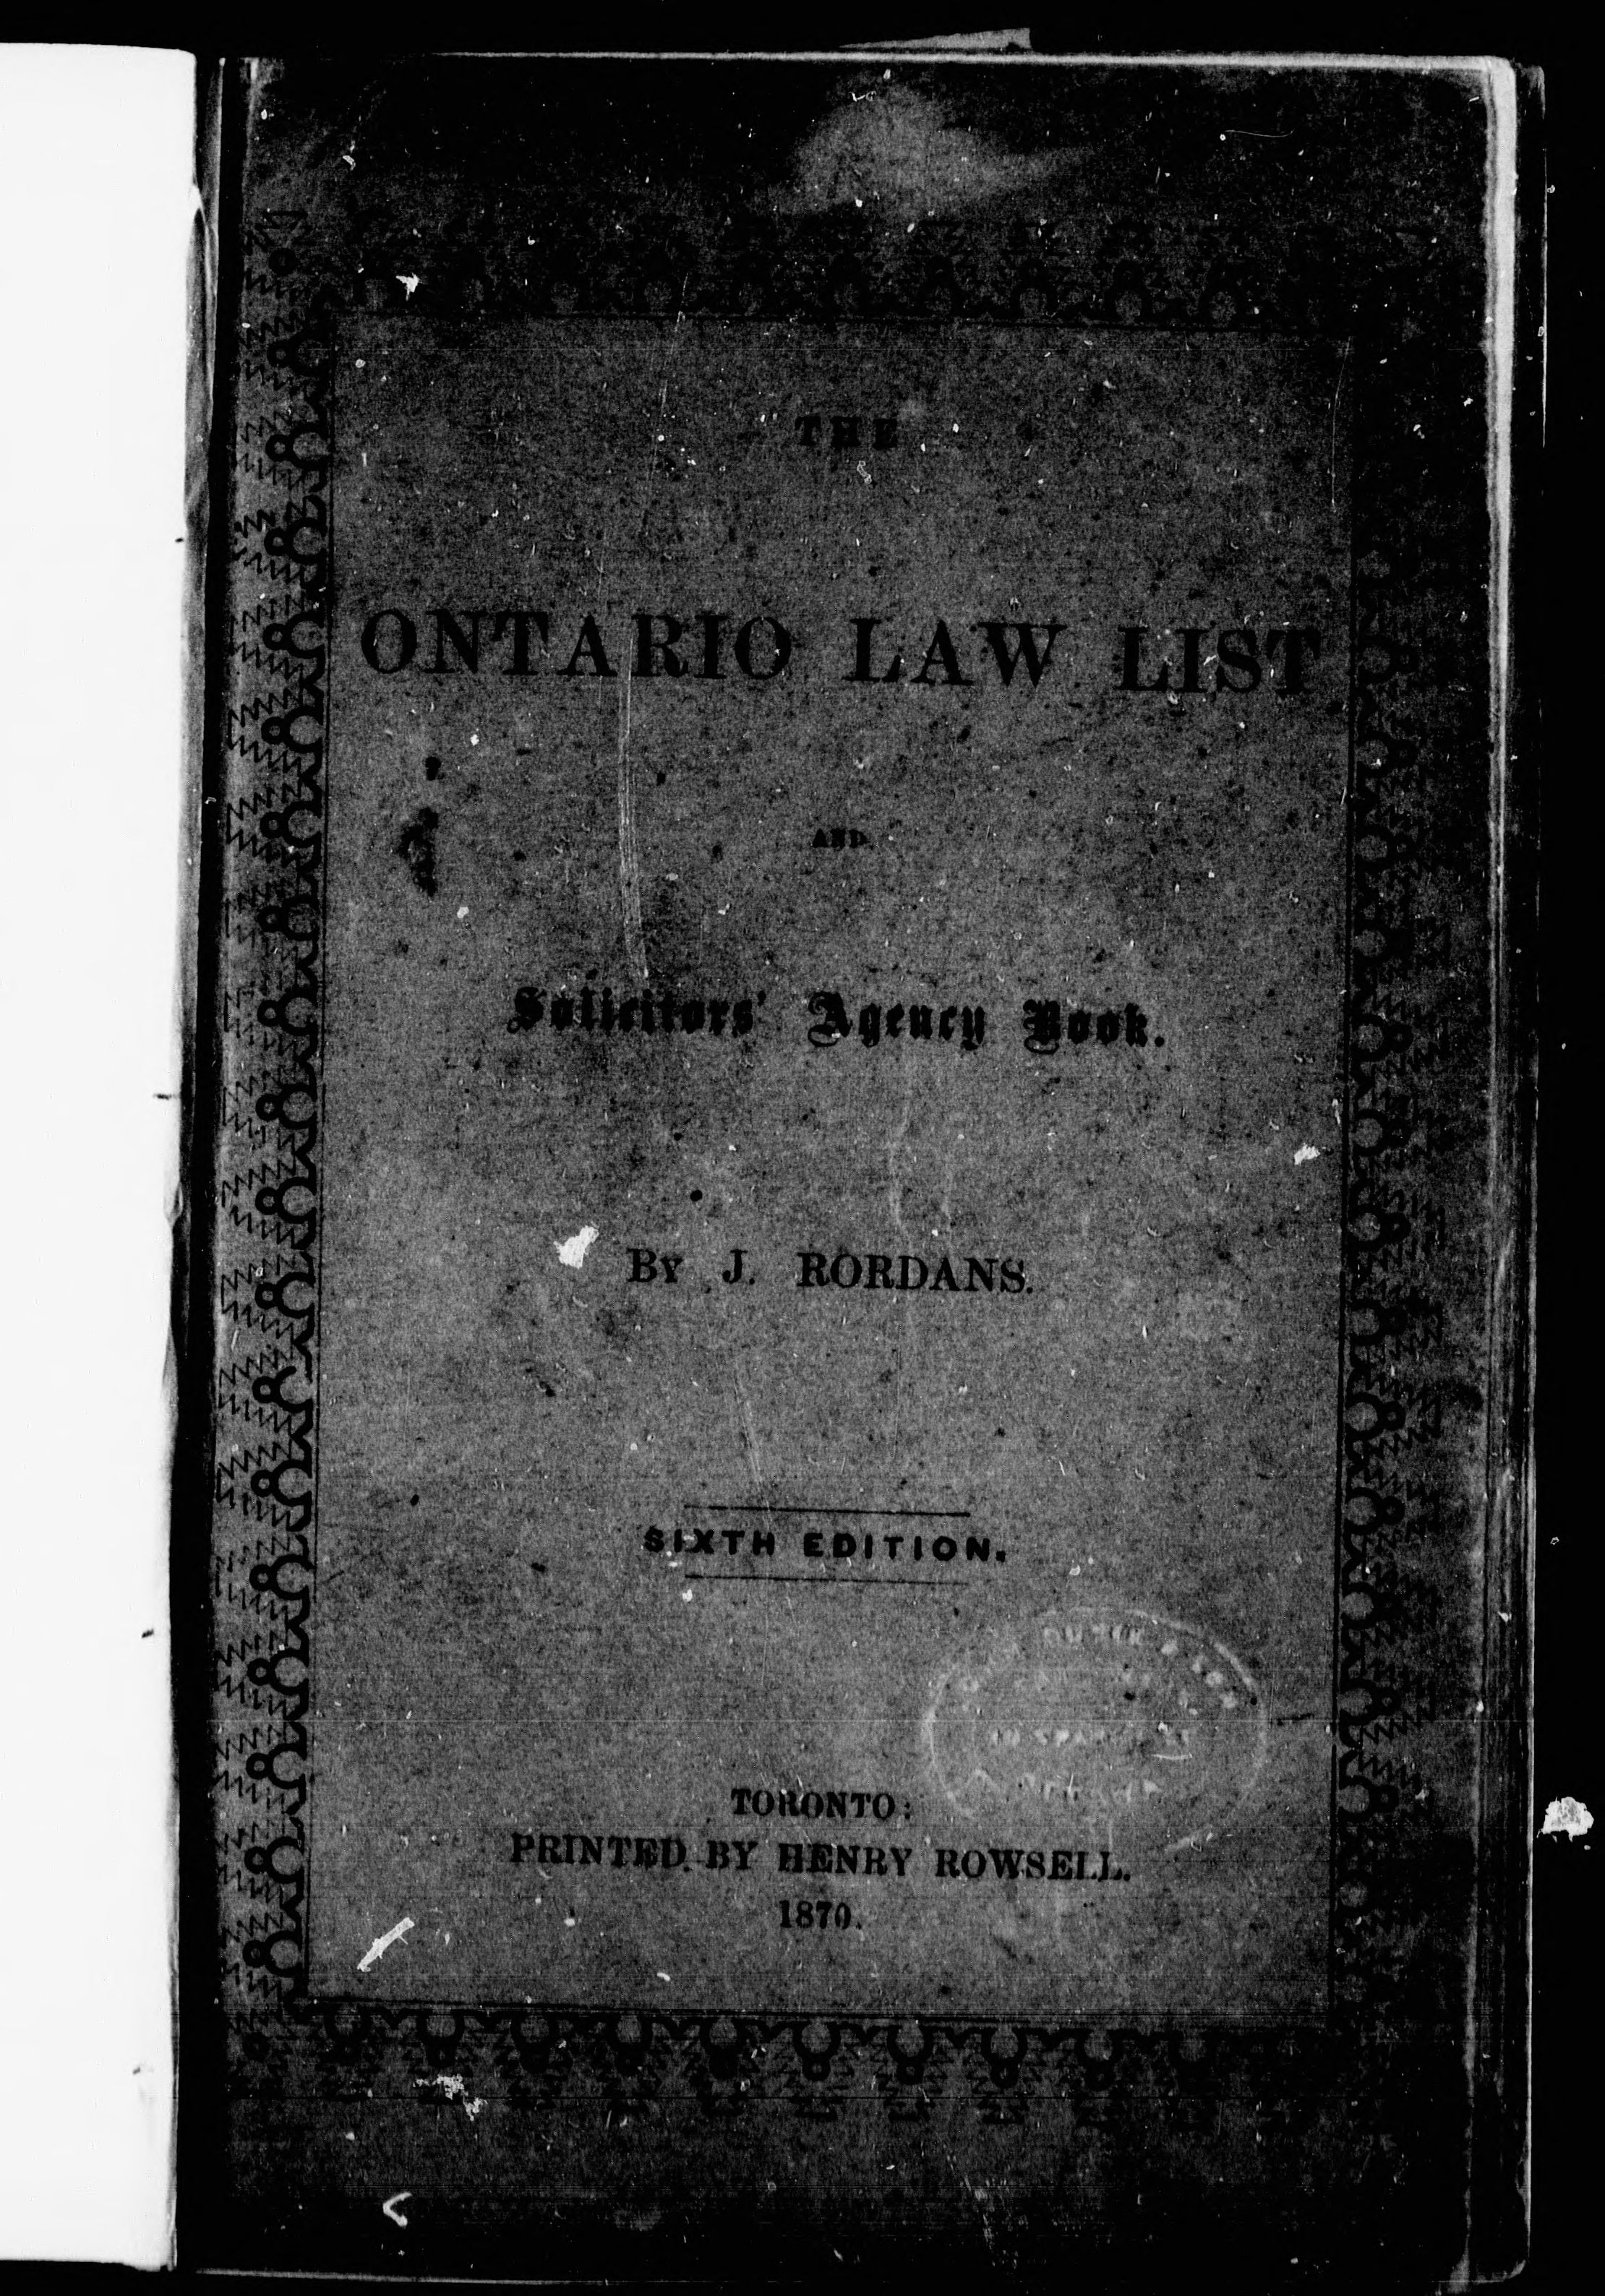 THE
ONTARIO LAW LIST
AND
Solicitors' Agency Book.
By J. RORDANS.
SIXTH EDITION.
TORONTO:
PRINTED BY HENRY ROWSELL.
1870.